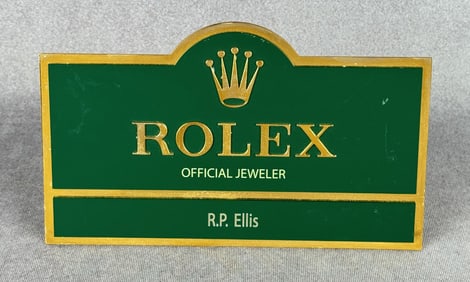 ROLEX
OFFICIAL JEWELER
R.P. Ellis